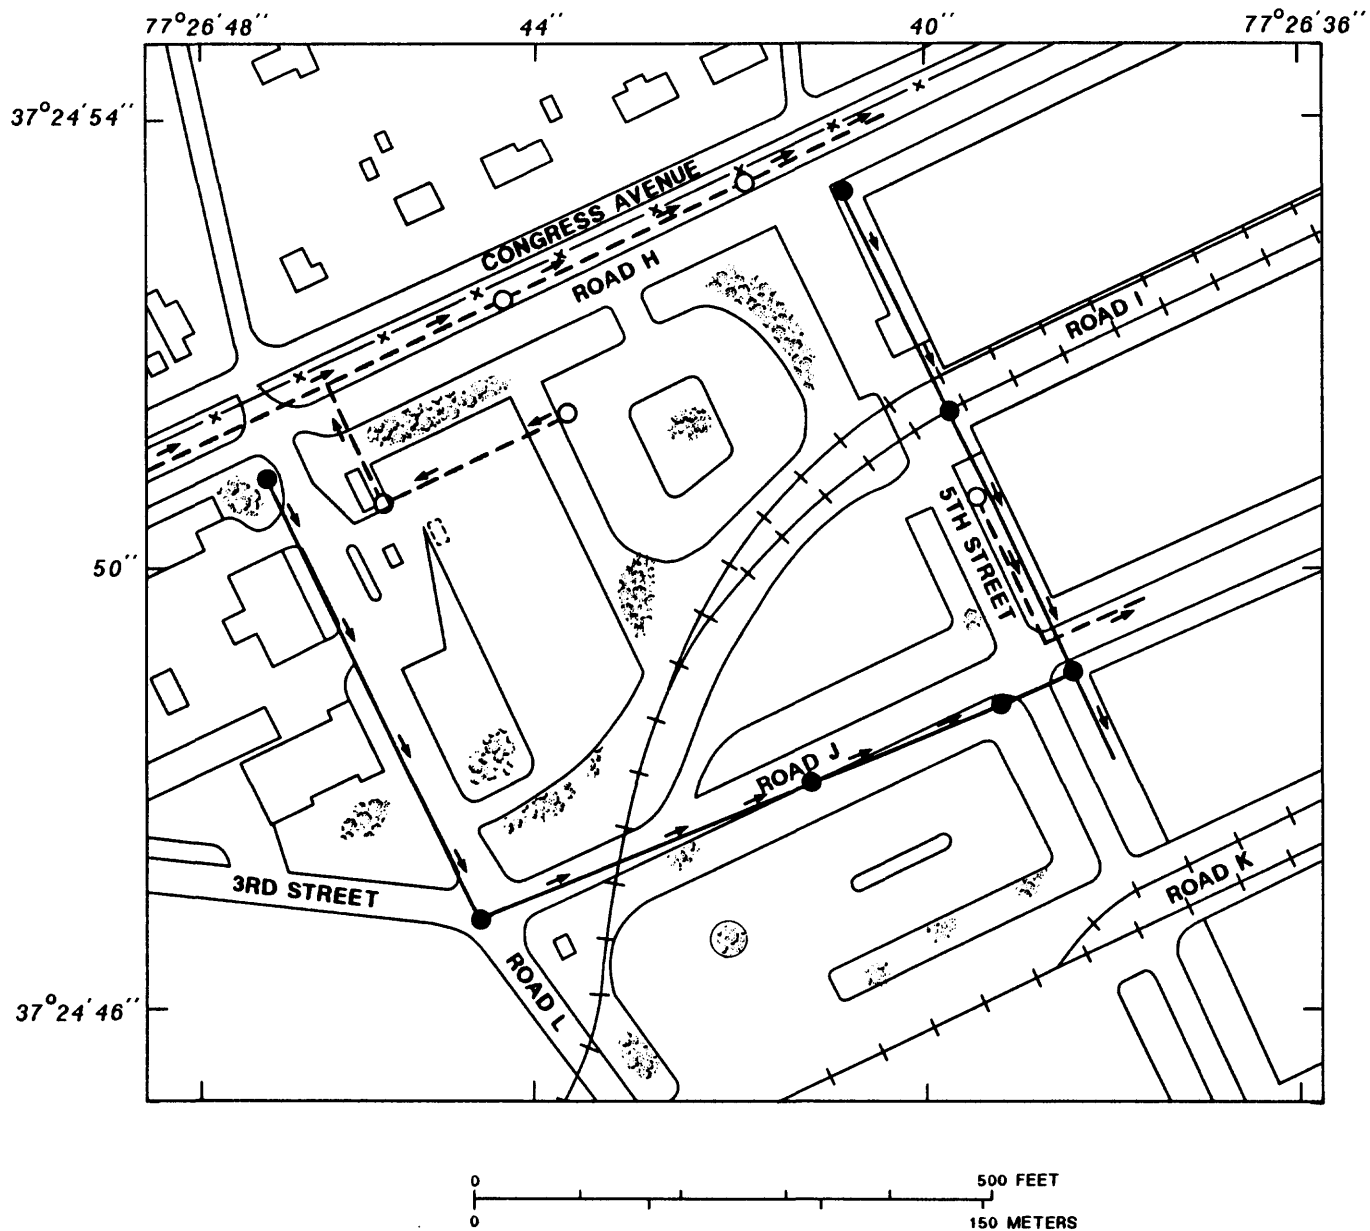 77°26'48'' 44'' 40'' 77°26'36''
37°24'54''
CONGRESS AVENUE
ROAD H
ROAD I
5TH STREET
50''
ROAD J
3RD STREET
ROAD K
ROAD L
37°24'46''
0 500 FEET
0 150 METERS